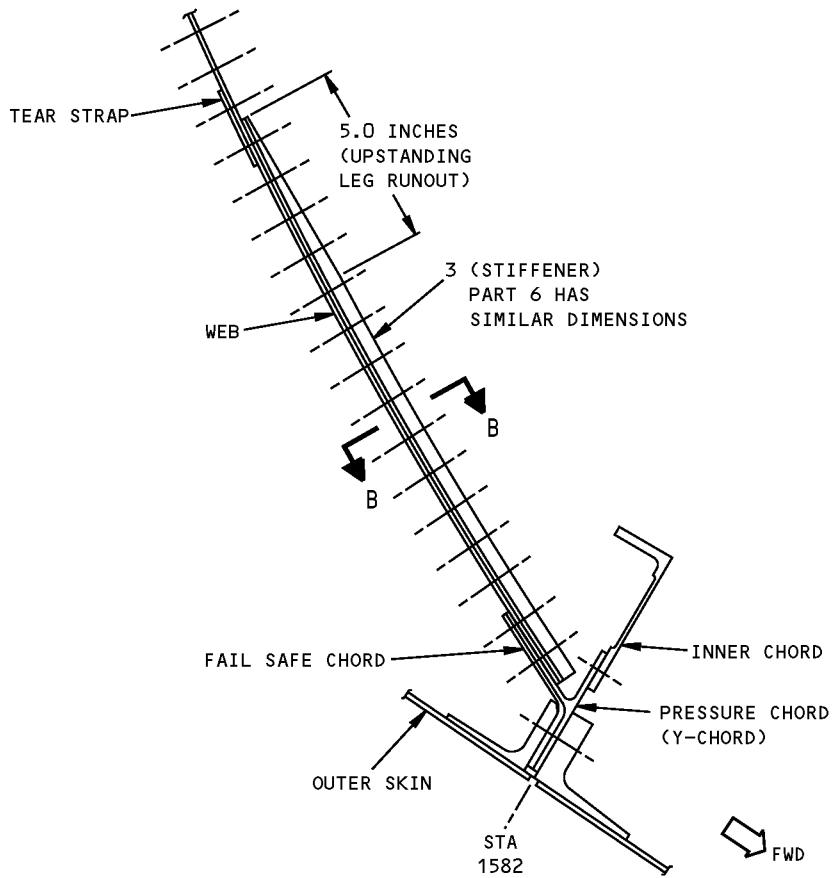 TEAR STRAP
5.0 INCHES
(UPSTANDING
LEG RUNOUT)
3 (STIFFENER)
PART 6 HAS
SIMILAR DIMENSIONS
WEB
B
B
FAIL SAFE CHORD
INNER CHORD
PRESSURE CHORD
(Y-CHORD)
OUTER SKIN
STA
1582
FWD